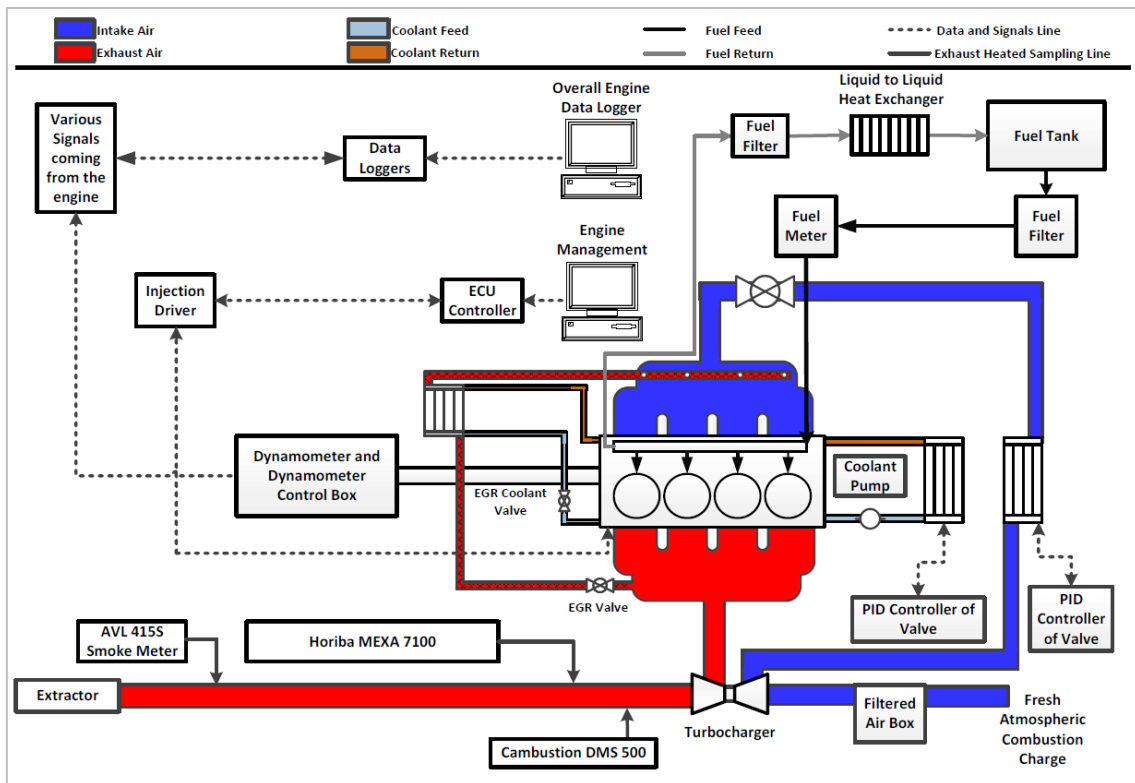 Intake Air
Exhaust Air
Coolant Feed
Coolant Return
Fuel Feed
Fuel Return
Data and Signals Line
Exhaust Heated Sampling Line
Various
Signals
coming
from the
engine
Data
Loggers
Overall Engine
Data Logger
Fuel
Filter
Liquid to Liquid
Heat Exchanger
Fuel Tank
Fuel
Meter
Fuel
Filter
Injection
Driver
ECU
Controller
Engine
Management
Dynamometer and
Dynamometer
Control Box
EGR Coolant
Valve
Coolant
Pump
EGR Valve
PID Controller of
Valve
PID
Controller
of Valve
AVL 415S
Smoke Meter
Horiba MEXA 7100
Extractor
Cambustion DMS 500
Turbocharger
Filtered
Air Box
Fresh
Atmospheric
Combustion
Charge